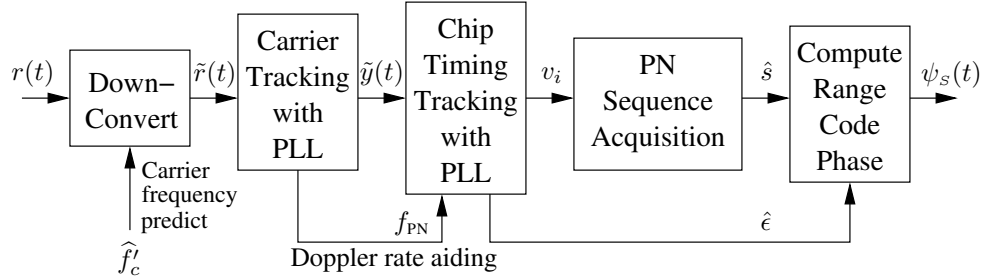 r(t)
Down–
Convert
r̃(t)
Carrier
Tracking
with
PLL
ỹ(t)
Chip
Timing
Tracking
with
PLL
v_i
PN
Sequence
Acquisition
ŝ
Compute
Range
Code
Phase
ψ_S(t)
Carrier
frequency
predict
f̂′_c
f_PN
Doppler rate aiding
ε̂